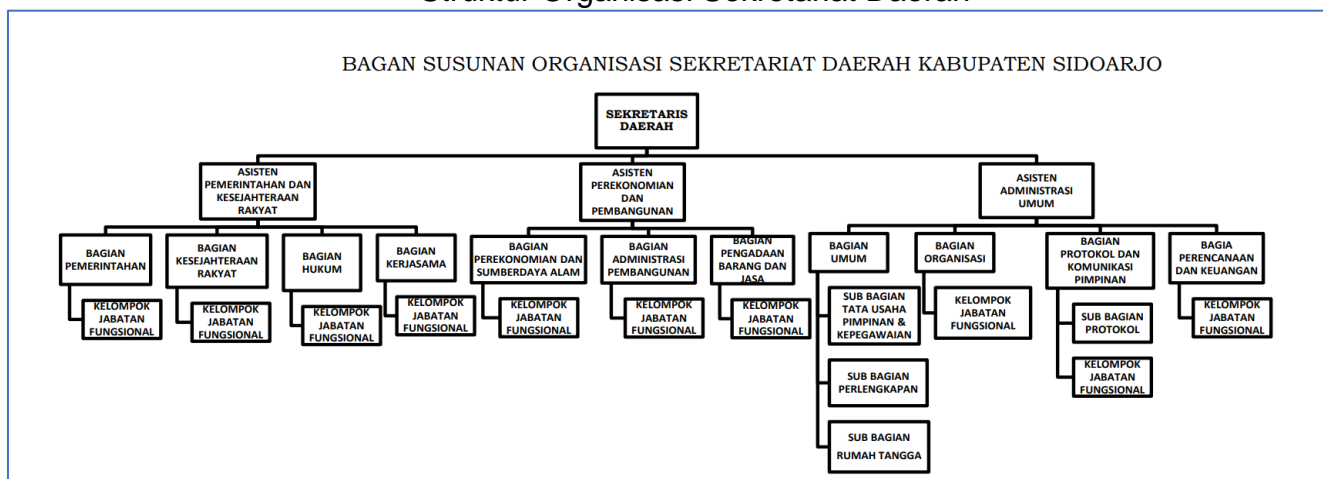 Struktur Organisasi Sekretariat Daerah
BAGAN SUSUNAN ORGANISASI SEKRETARIAT DAERAH KABUPATEN SIDOARJO
SEKRETARIS
DAERAH
ASISTEN
PEMERINTAHAN DAN
KESEJAHTERAAN
RAKYAT
ASISTEN
PEREKONOMIAN
DAN
PEMBANGUNAN
ASISTEN
ADMINISTRASI
UMUM
BAGIAN
PEMERINTAHAN
BAGIAN
KESEJAHTERAAN
RAKYAT
BAGIAN
HUKUM
BAGIAN
KERJASAMA
BAGIAN
PEREKONOMIAN DAN
SUMBERDAYA ALAM
BAGIAN
ADMINISTRASI
PEMBANGUNAN
BAGIAN
PENGADAAN
BARANG DAN
JASA
BAGIAN
UMUM
BAGIAN
ORGANISASI
BAGIAN
PROTOKOL DAN
KOMUNIKASI
PIMPINAN
BAGIA
PERENCANAAN
DAN KEUANGAN
KELOMPOK
JABATAN
FUNGSIONAL
KELOMPOK
JABATAN
FUNGSIONAL
KELOMPOK
JABATAN
FUNGSIONAL
KELOMPOK
JABATAN
FUNGSIONAL
KELOMPOK
JABATAN
FUNGSIONAL
KELOMPOK
JABATAN
FUNGSIONAL
KELOMPOK
JABATAN
FUNGSIONAL
SUB BAGIAN
TATA USAHA
PIMPINAN &
KEPEGAWAIAN
KELOMPOK
JABATAN
FUNGSIONAL
SUB BAGIAN
PROTOKOL
KELOMPOK
JABATAN
FUNGSIONAL
SUB BAGIAN
PERLENGKAPAN
KELOMPOK
JABATAN
FUNGSIONAL
SUB BAGIAN
RUMAH TANGGA